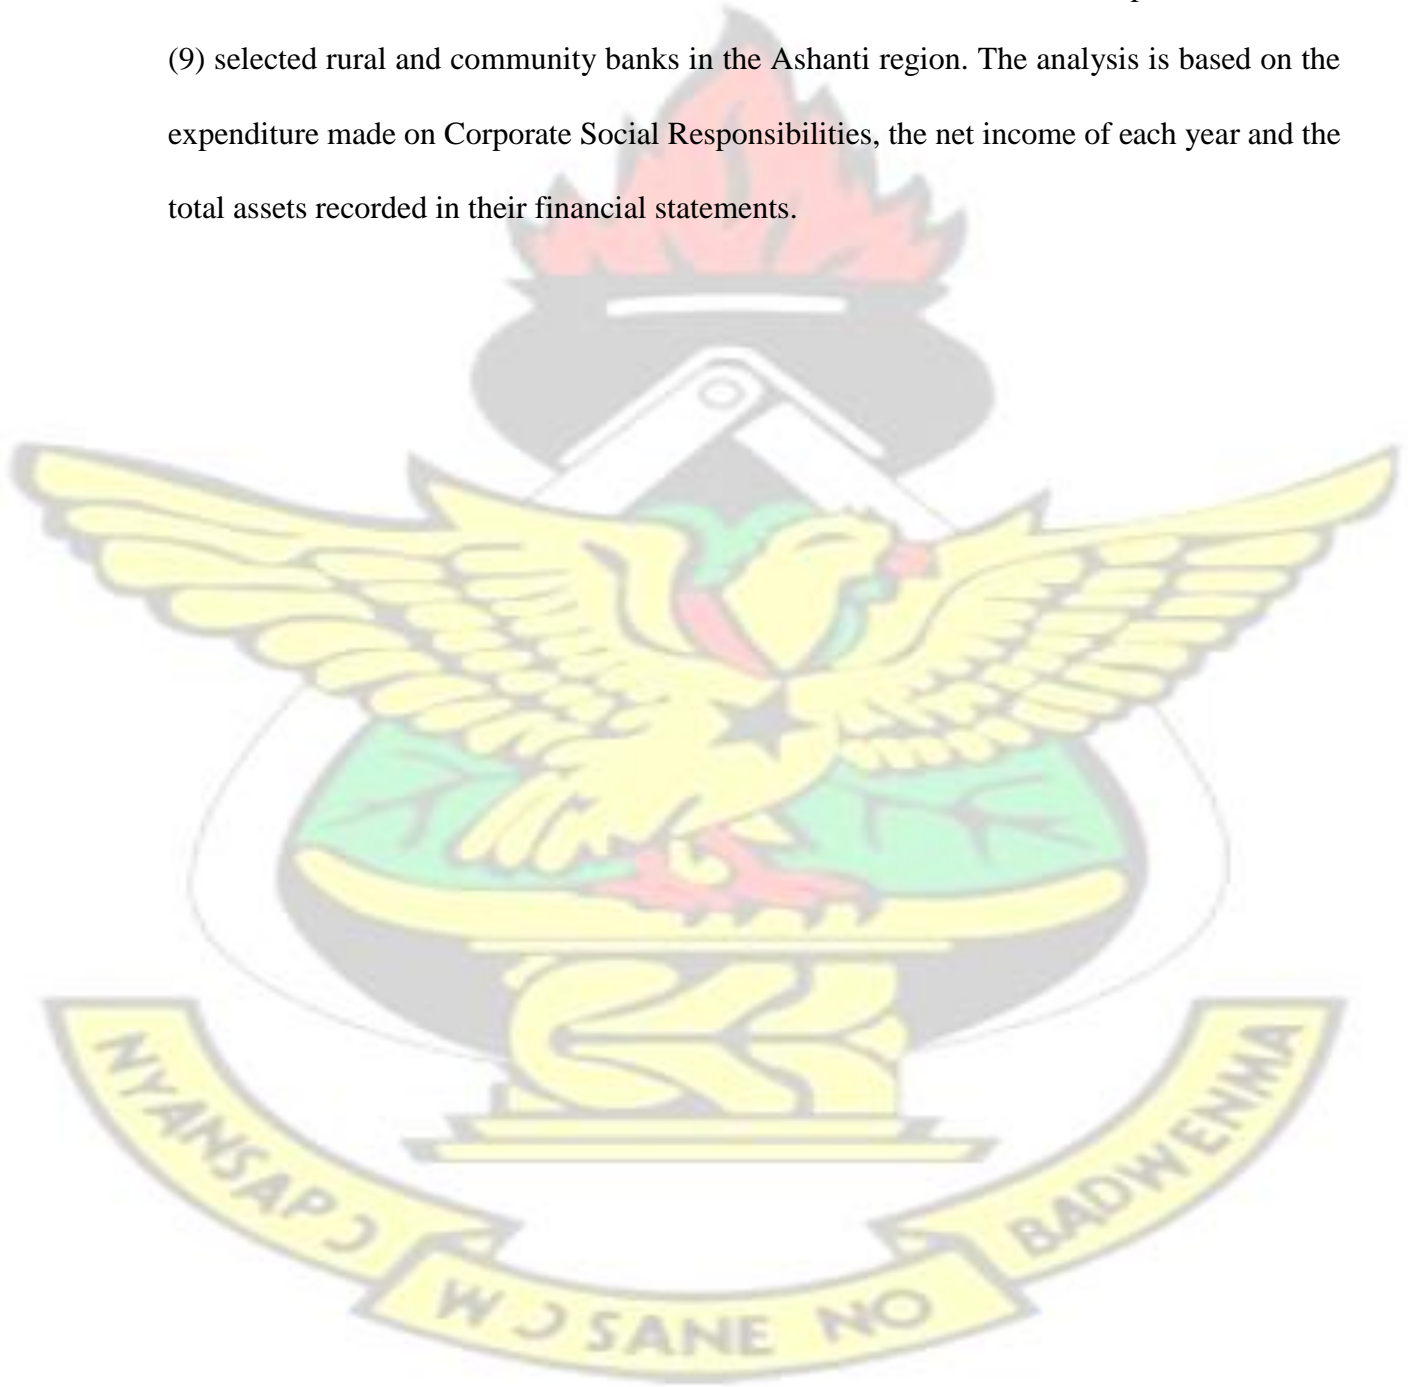 (9) selected rural and community banks in the Ashanti region. The analysis is based on the
expenditure made on Corporate Social Responsibilities, the net income of each year and the
total assets recorded in their financial statements.
NYANSAPƆ
WƆSANE NO
BADWENMA